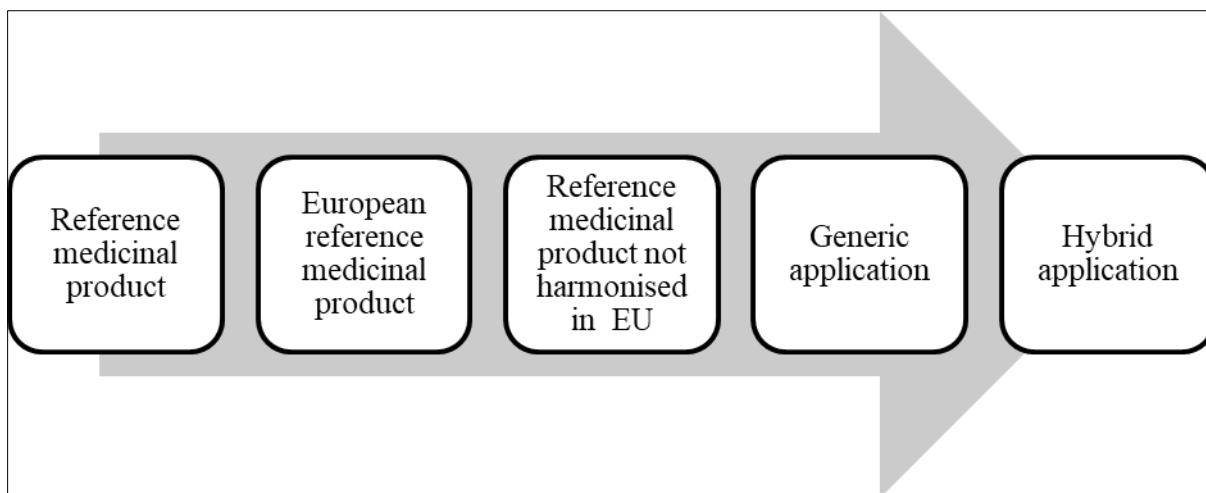 Reference
medicinal
product
European
reference
medicinal
product
Reference
medicinal
product not
harmonised
in EU
Generic
application
Hybrid
application